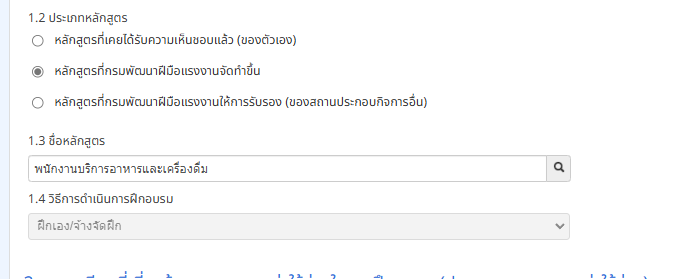 1.2 ประเภทหลักสูตร
หลักสูตรที่เคยได้รับความเห็นชอบแล้ว (ของตัวเอง)
หลักสูตรที่กรมพัฒนาฝีมือแรงงานจัดทำขึ้น
หลักสูตรที่กรมพัฒนาฝีมือแรงงานให้การรับรอง (ของสถานประกอบกิจการอื่น)
1.3 ชื่อหลักสูตร
พนักงานบริการอาหารและเครื่องดื่ม
1.4 วิธีการดำเนินการฝึกอบรม
ฝึกเอง/จ้างจัดฝึก